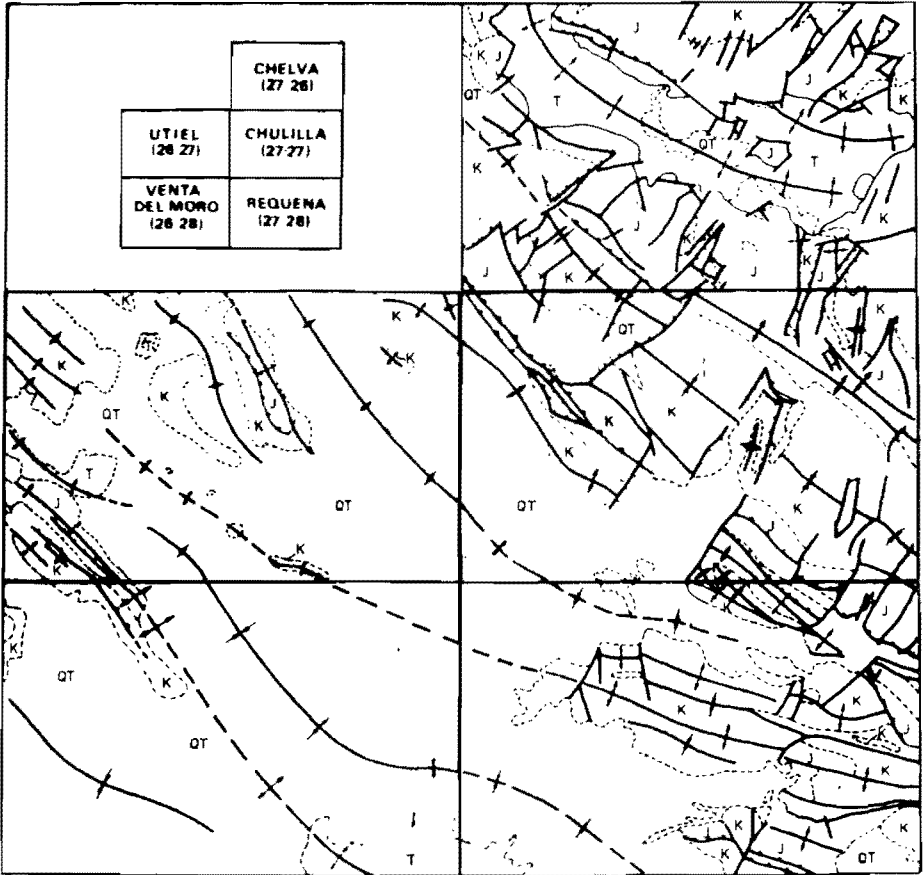 CHELVA
(27 26)
UTIEL
(26 27)
CHULILLA
(27-27)
VENTA
DEL MORO
(26 28)
REQUENA
(27 28)
J
K
J
K
J
K
J
K
K
QT
T
QT
J
T
K
K
J
K
K
J
K
J
K
J
K
K
K
K
QT
K
J
K
K
J
K
K
QT
K
T
QT
QT
K
J
J
K
K
K
J
K
QT
K
K
QT
K
K
J
K
J
K
K
J
K
QT
T